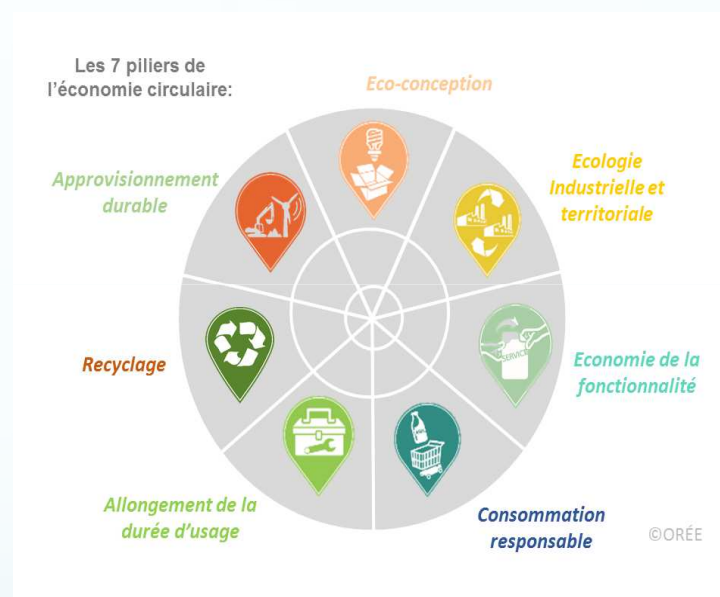 Les 7 piliers de
l'économie circulaire:
Eco-conception
Ecologie
Industrielle et
territoriale
Approvisionnement
durable
SERVICE
Recyclage
Economie de la
fonctionnalité
Allongement de la
durée d'usage
Consommation
responsable
©ORÉE